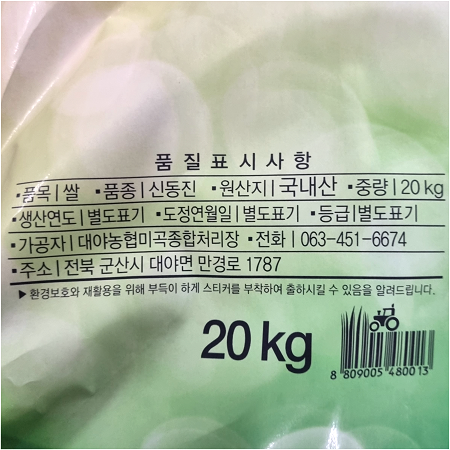 품질표시사항
▪품목 | 쌀 ▪품종 | 신동진 ▪원산지 | 국내산 ▪중량 | 20 kg
▪생산연도 | 별도표기 ▪도정연월일 | 별도표기 ▪등급 | 별도표기
▪가공자 | 대야농협미곡종합처리장 ▪전화 | 063-451-6674
▪주소 | 전북 군산시 대야면 만경로 1787
▶ 환경보호와 재활용을 위해 부득이 하게 스티커를 부착하여 출하시킬 수 있음을 알려드립니다.
20 kg
8 809005 480013